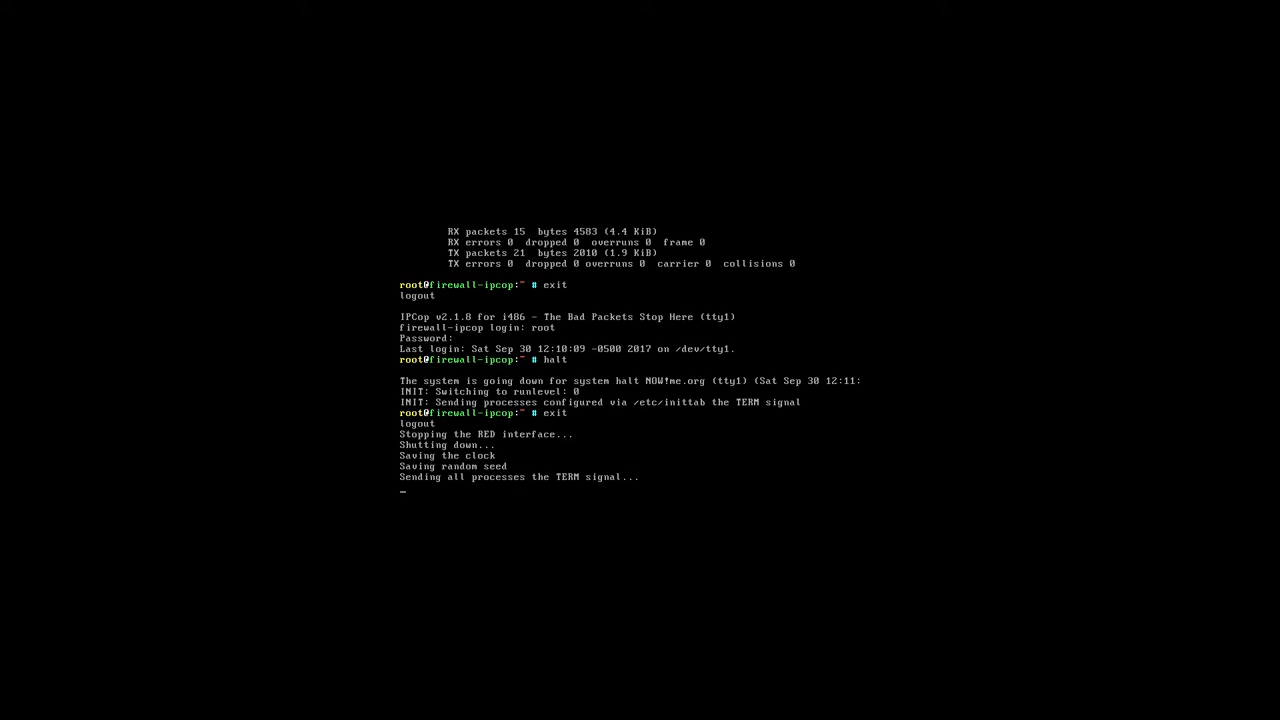 RX packets 15  bytes 4583 (4.4 KiB)
RX errors 0  dropped 0  overruns 0  frame 0
TX packets 21  bytes 2010 (1.9 KiB)
TX errors 0  dropped 0 overruns 0  carrier 0  collisions 0
root@firewall-ipcop:~ # exit
logout
IPCop v2.1.8 for i486 - The Bad Packets Stop Here (tty1)
firewall-ipcop login: root
Password:
Last login: Sat Sep 30 12:10:09 -0500 2017 on /dev/tty1.
root@firewall-ipcop:~ # halt
The system is going down for system halt NOW!me.org (tty1) (Sat Sep 30 12:11:
INIT: Switching to runlevel: 0
INIT: Sending processes configured via /etc/inittab the TERM signal
root@firewall-ipcop:~ # exit
logout
Stopping the RED interface...
Shutting down...
Saving the clock
Saving random seed
Sending all processes the TERM signal...